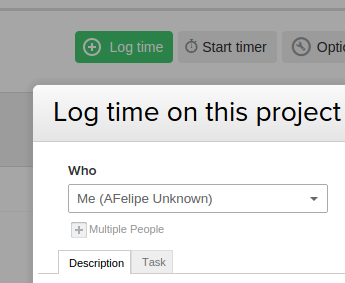 Log time
Start timer
Optio
Log time on this project
Who
Me (AFelipe Unknown)
Multiple People
Description
Task